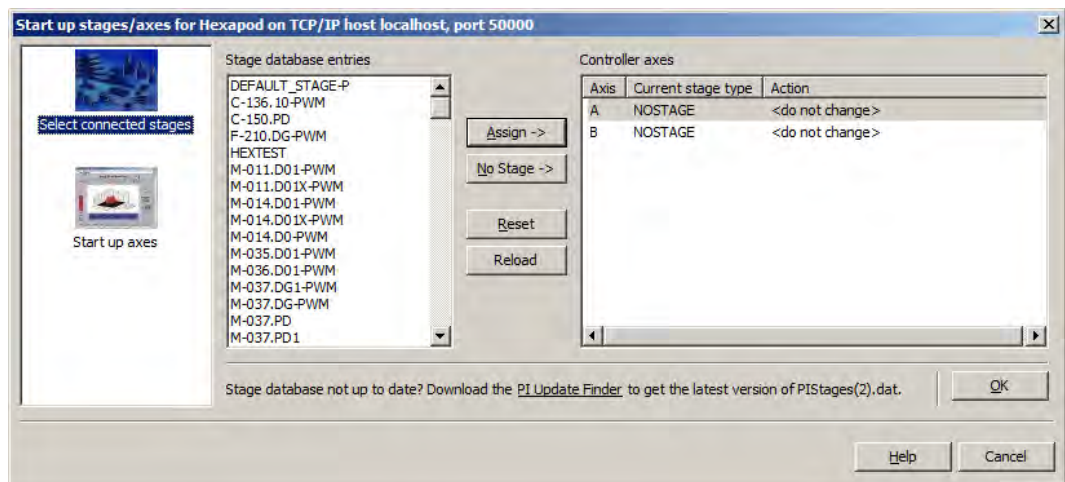 Start up stages/axes for Hexapod on TCP/IP host localhost, port 50000
Select connected stages
Start up axes
Stage database entries
DEFAULT_STAGE-P
C-136.10-PWM
C-150.PD
F-210.DG-PWM
HEXTEST
M-011.D01-PWM
M-011.D01X-PWM
M-014.D01-PWM
M-014.D01X-PWM
M-014.D0-PWM
M-035.D01-PWM
M-036.D01-PWM
M-037.DG1-PWM
M-037.DG-PWM
M-037.PD
M-037.PD1
Assign ->
No Stage ->
Reset
Reload
Controller axes
Axis Current stage type Action
A NOSTAGE <do not change>
B NOSTAGE <do not change>
Stage database not up to date? Download the PI Update Finder to get the latest version of PIStages(2).dat.
OK
Help Cancel